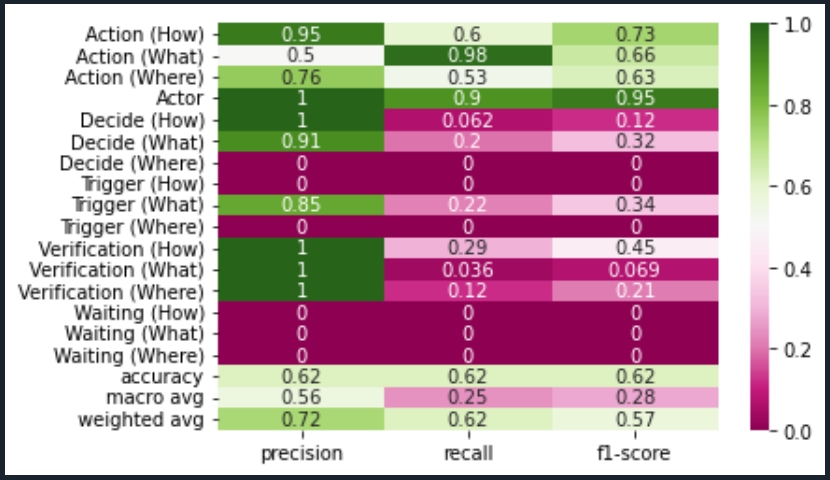 Action (How) 0.95 0.6 0.73
Action (What) 0.5 0.98 0.66
Action (Where) 0.76 0.53 0.63
Actor 1 0.9 0.95
Decide (How) 1 0.062 0.12
Decide (What) 0.91 0.2 0.32
Decide (Where) 0 0 0
Trigger (How) 0 0 0
Trigger (What) 0.85 0.22 0.34
Trigger (Where) 0 0 0
Verification (How) 1 0.29 0.45
Verification (What) 1 0.036 0.069
Verification (Where) 1 0.12 0.21
Waiting (How) 0 0 0
Waiting (What) 0 0 0
Waiting (Where) 0 0 0
accuracy 0.62 0.62 0.62
macro avg 0.56 0.25 0.28
weighted avg 0.72 0.62 0.57
precision recall f1-score
1.0
0.8
0.6
0.4
0.2
0.0